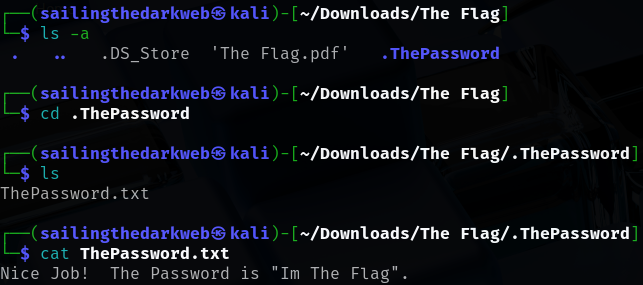 ┌──(sailingthedarkweb㉿kali)-[~/Downloads/The Flag]
└─$ ls -a
.   ..   .DS_Store  'The Flag.pdf'   .ThePassword
┌──(sailingthedarkweb㉿kali)-[~/Downloads/The Flag]
└─$ cd .ThePassword
┌──(sailingthedarkweb㉿kali)-[~/Downloads/The Flag/.ThePassword]
└─$ ls
ThePassword.txt
┌──(sailingthedarkweb㉿kali)-[~/Downloads/The Flag/.ThePassword]
└─$ cat ThePassword.txt
Nice Job!  The Password is "Im The Flag".